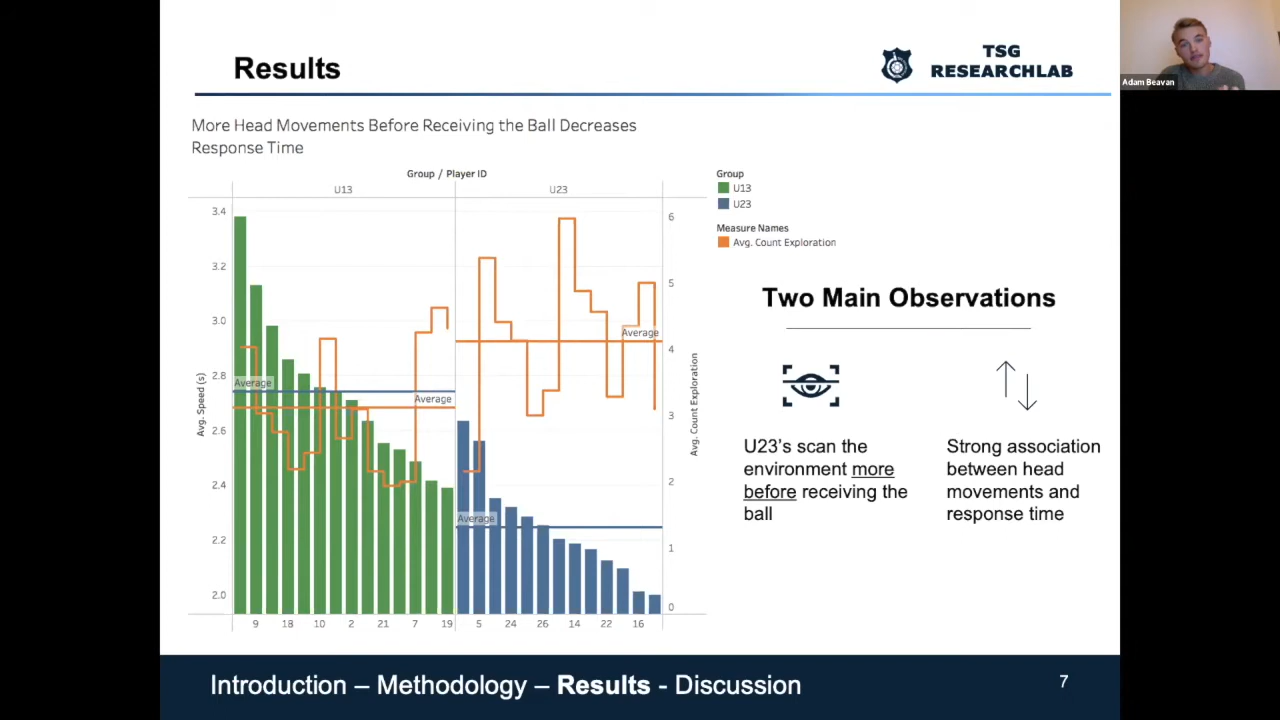 Results
TSG
RESEARCHLAB
Adam Beavan
More Head Movements Before Receiving the Ball Decreases
Response Time
Group / Player ID
U13
U23
Group
U13
U23
Measure Names
Avg. Count Exploration
3.4
3.2
3.0
2.8
2.6
2.4
2.2
2.0
Avg. Speed (s)
Average
Average
Average
Average
6
5
4
3
2
1
0
Avg. Count Exploration
9 18 10 2 21 7 19 5 24 26 14 22 16
Two Main Observations
U23's scan the
environment more
before receiving the
ball
Strong association
between head
movements and
response time
Introduction – Methodology – Results - Discussion
7